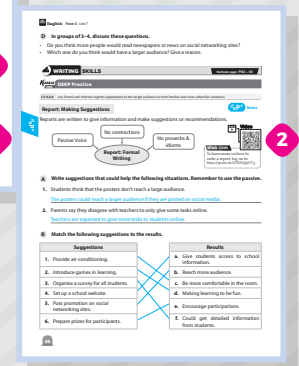 English Form 4 Unit 7
D In groups of 3–4, discuss these questions.
• Do you think more people would read newspapers or news on social networking sites?
• Which one do you think would have a larger audience? Give a reason.
WRITING SKILLS
DSKP Practice
Report: Making Suggestions
Notes
Reports are written to give information and make suggestions or recommendations.
Passive Voice
No contractions
No proverbs & idioms
Report: Formal Writing
2
A Write suggestions that could help the following situations. Remember to use the passive.
1. Students think that the posters don't reach a large audience.
The posters could reach a larger audience if they are posted on social media.
2. Parents say they disagree with teachers to only give some tasks online.
Teachers are expected to give more tasks to students online.
B Match the following suggestions to the results.
Suggestions
Results
1. Provide air-conditioning.
2. Introduce games in learning.
3. Organise a survey for all students.
4. Set up a school website.
5. Post promotion on social networking sites.
6. Prepare prizes for participants.
a. Give students access to school information.
b. Reach more audience.
c. Be more comfortable in the room.
d. Making learning to be fun.
e. Encourage participations.
f. Could get detailed information from students.